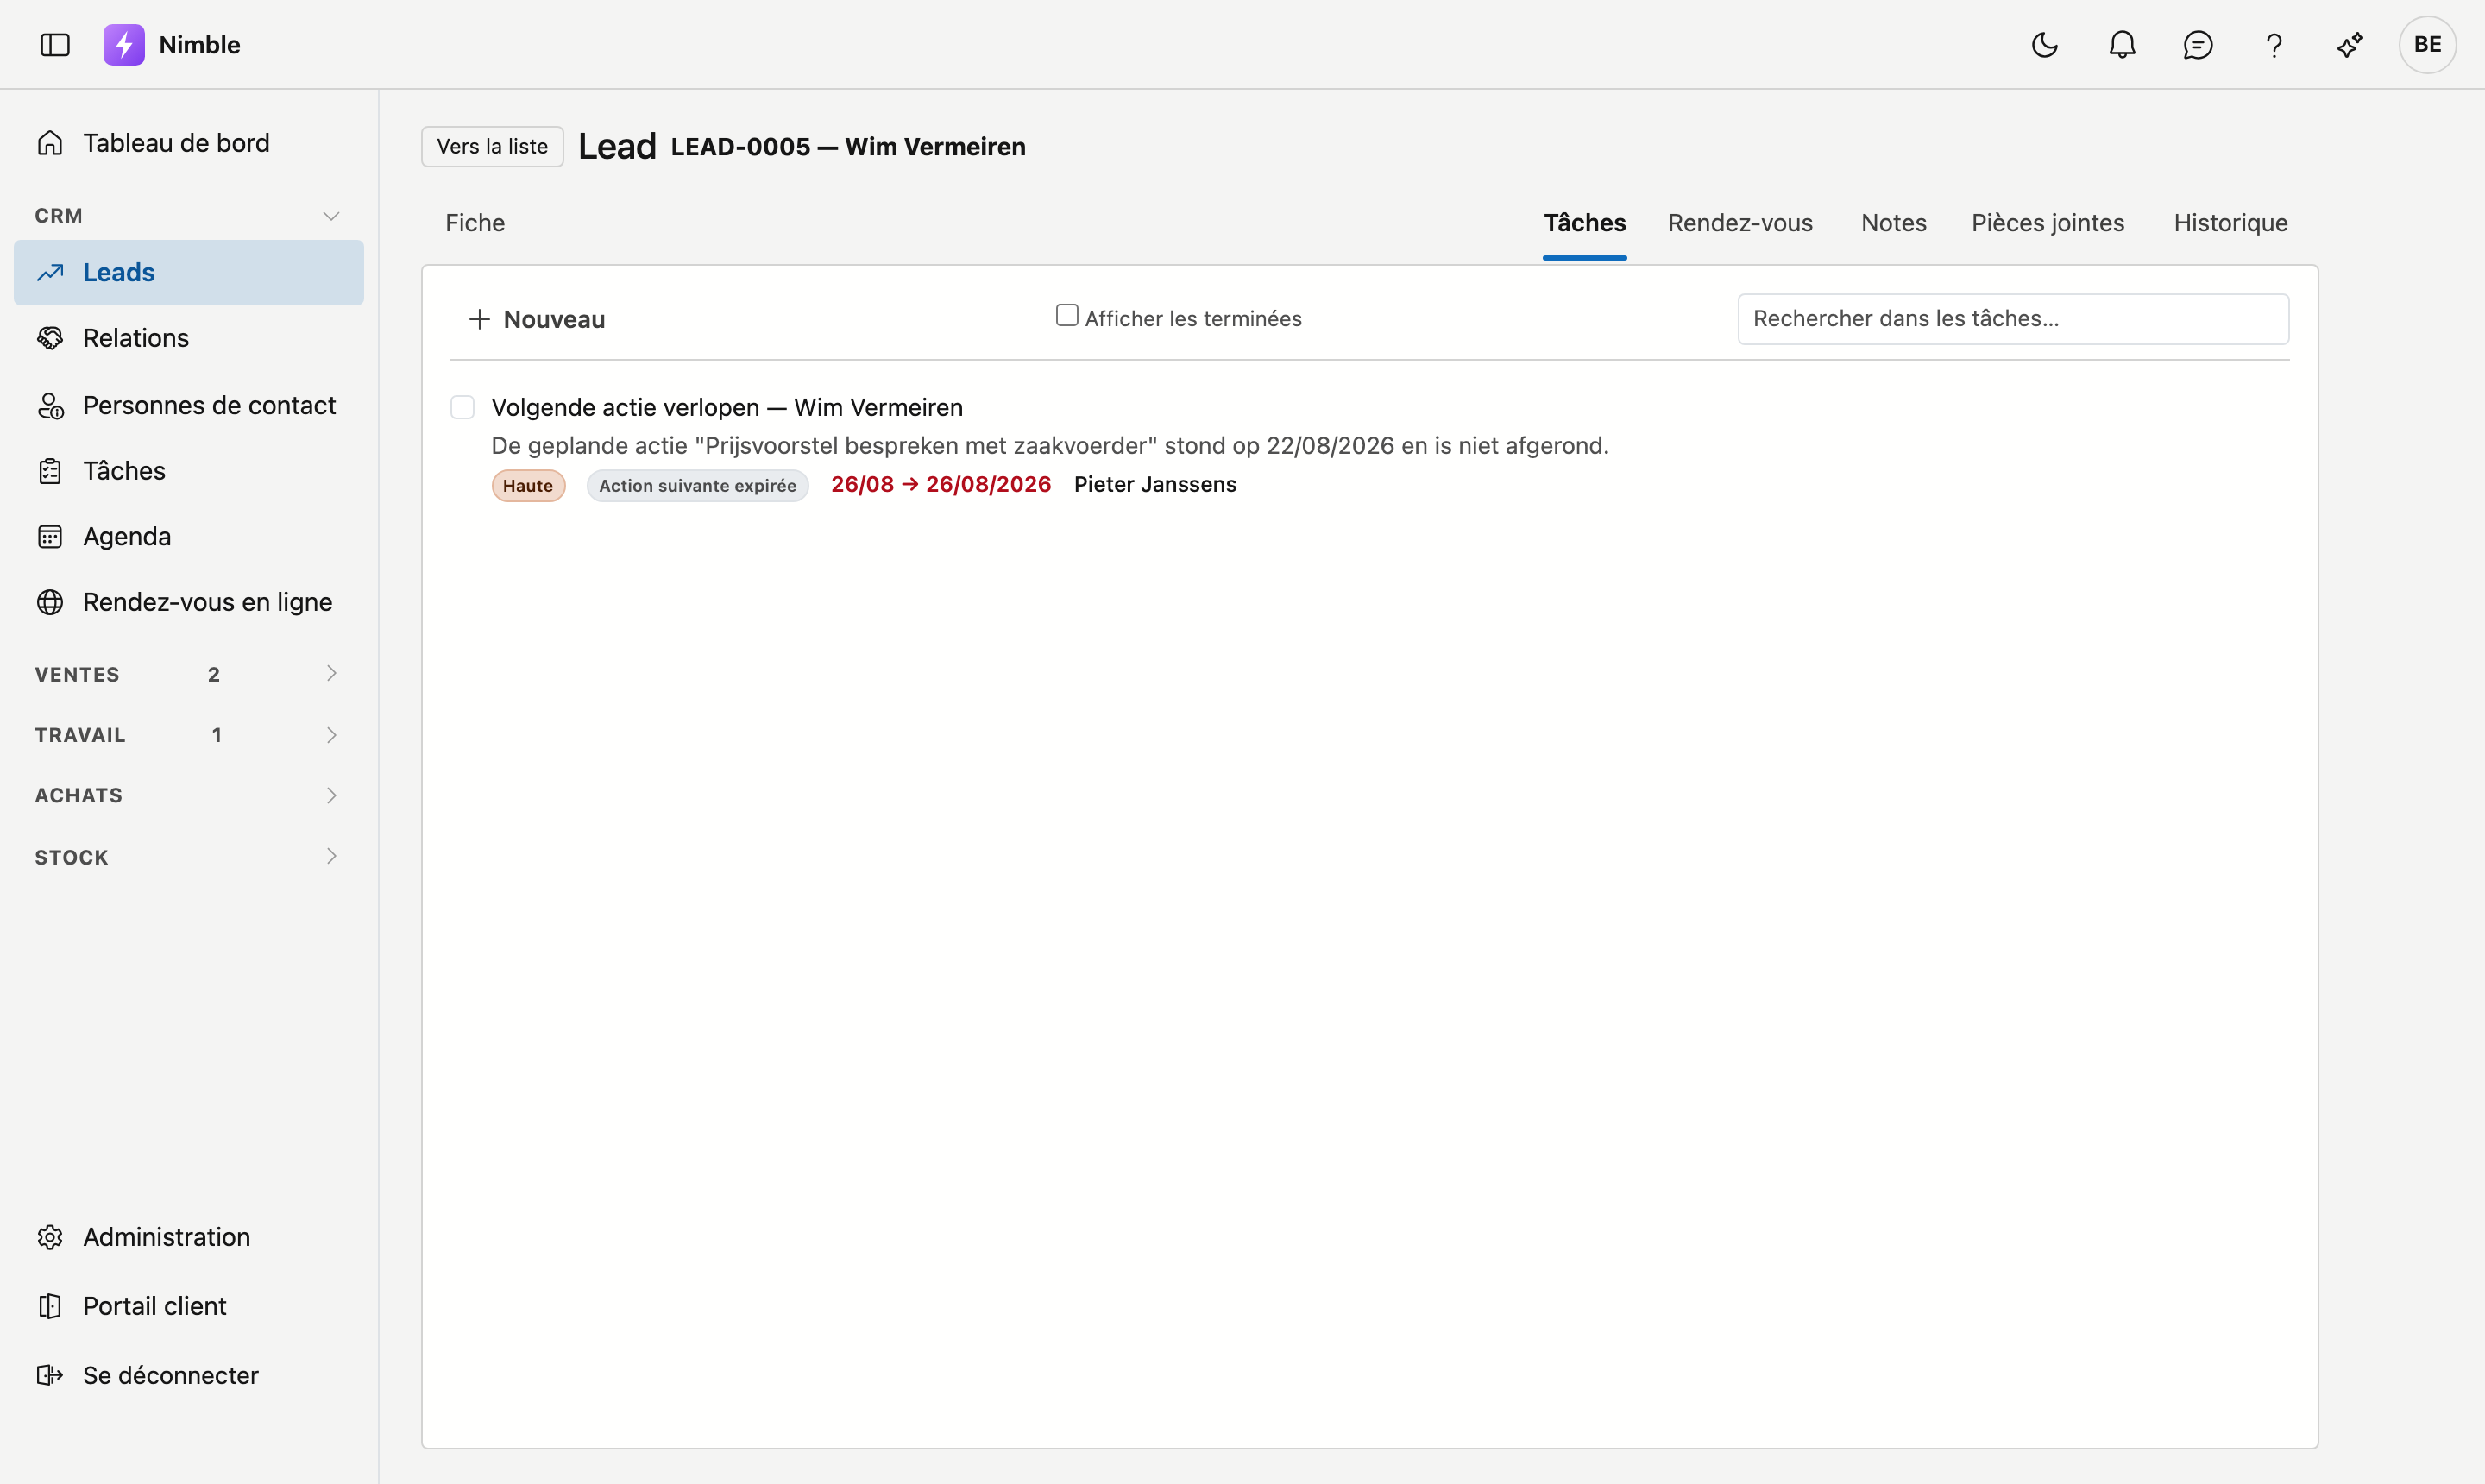 Nimble
BE
Tableau de bord
CRM
Leads
Relations
Personnes de contact
Tâches
Agenda
Rendez-vous en ligne
VENTES 2
TRAVAIL 1
ACHATS
STOCK
Administration
Portail client
Se déconnecter
Vers la liste Lead LEAD-0005 — Wim Vermeiren
Fiche Tâches Rendez-vous Notes Pièces jointes Historique
Nouveau Afficher les terminées Rechercher dans les tâches...
Volgende actie verlopen — Wim Vermeiren
De geplande actie "Prijsvoorstel bespreken met zaakvoerder" stond op 22/08/2026 en is niet afgerond.
Haute Action suivante expirée 26/08 → 26/08/2026 Pieter Janssens